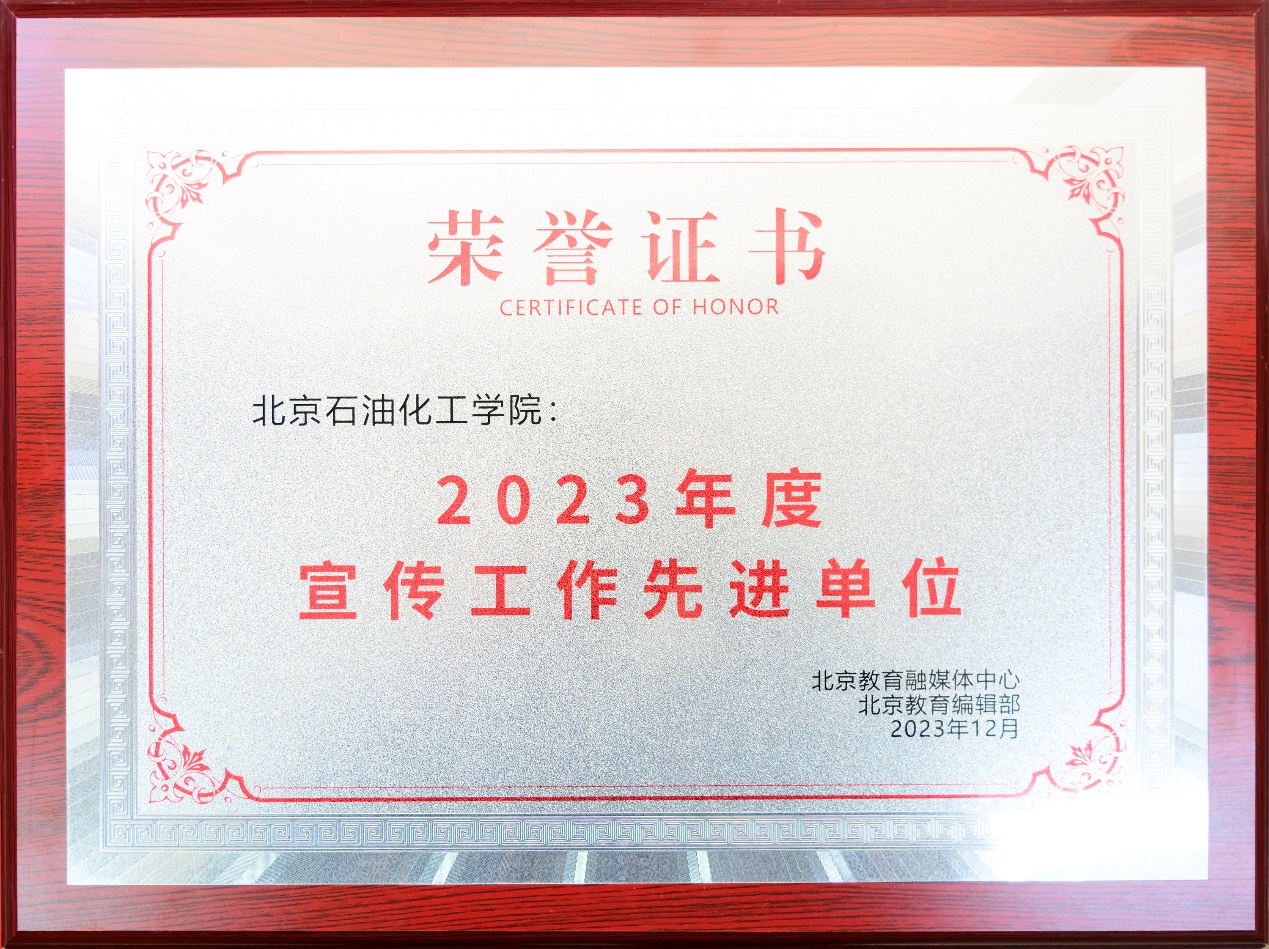 荣誉证书
CERTIFICATE OF HONOR
北京石油化工学院：
2023年度
宣传工作先进单位
北京教育融媒体中心
北京教育编辑部
2023年12月